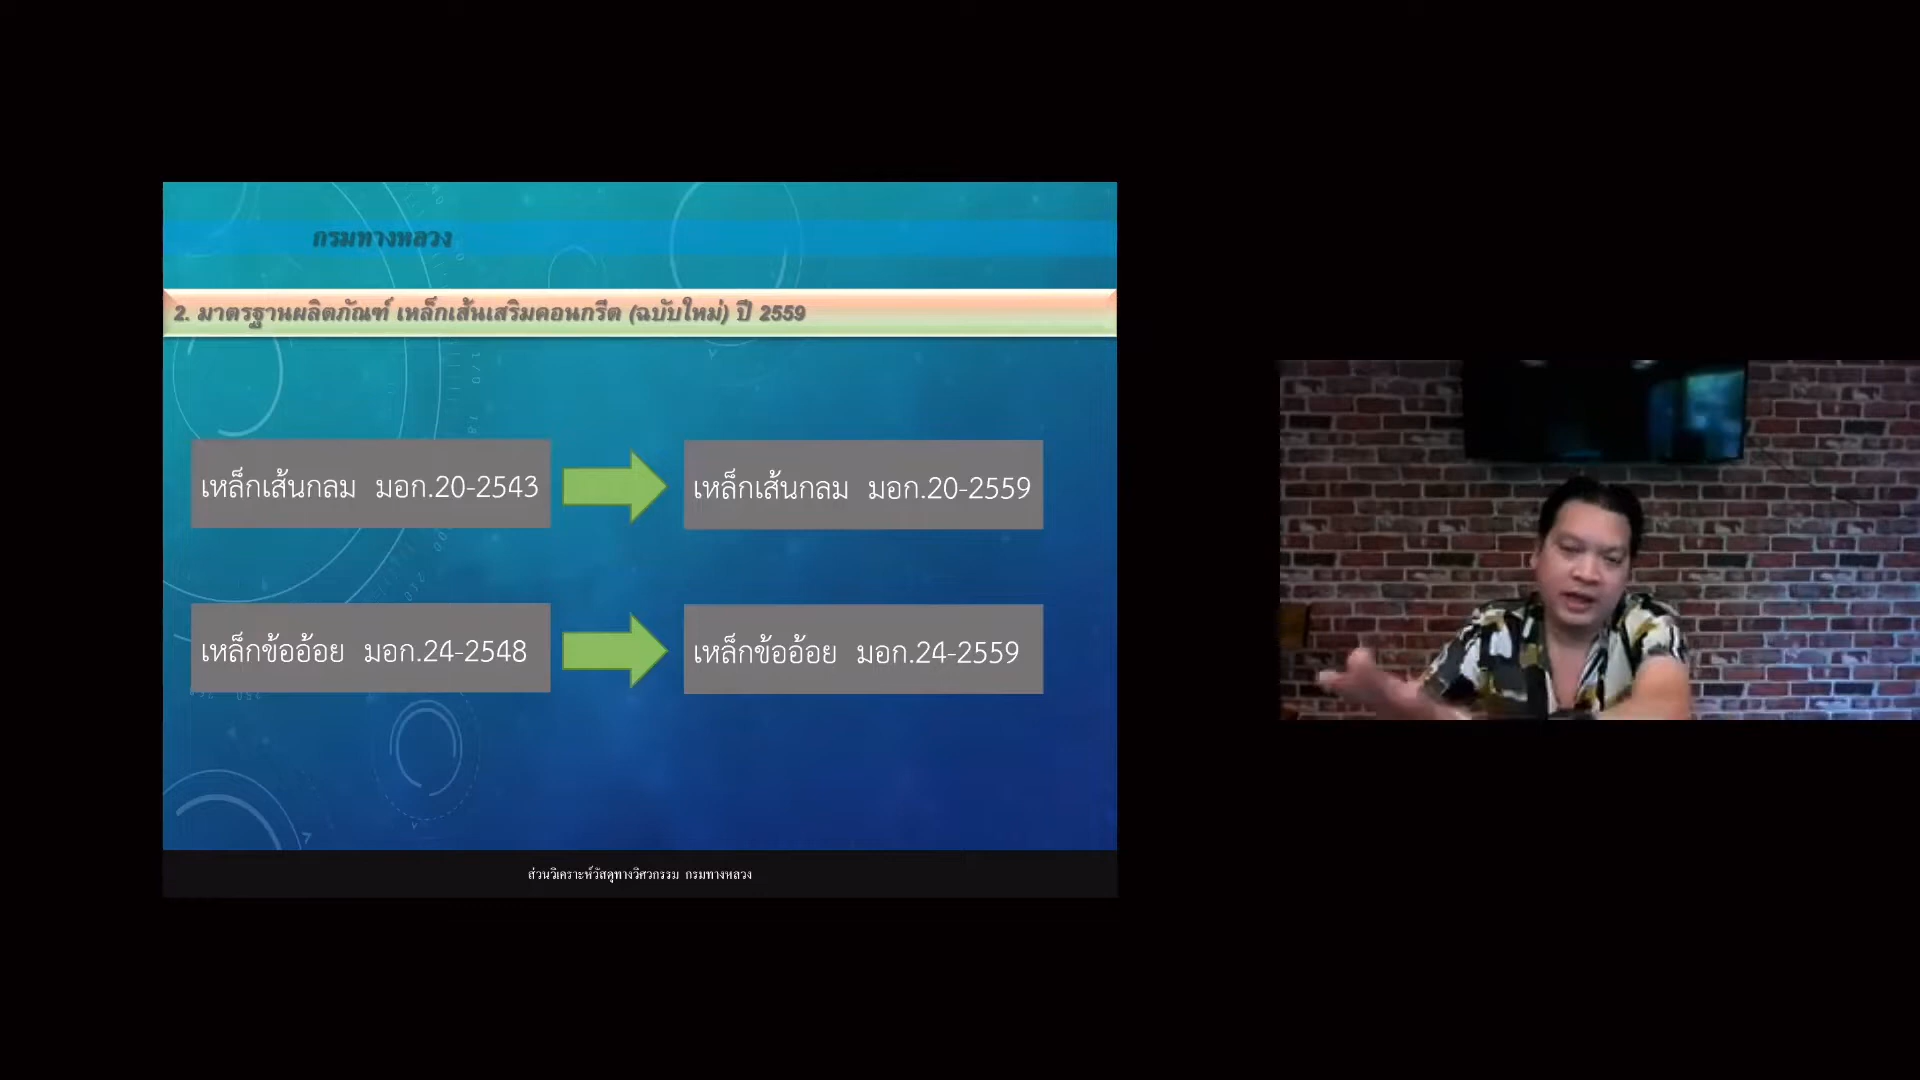 กรมทางหลวง
2. มาตรฐานผลิตภัณฑ์ เหล็กเส้นเสริมคอนกรีต (ฉบับใหม่) ปี 2559
เหล็กเส้นกลม มอก.20-2543
เหล็กเส้นกลม มอก.20-2559
เหล็กข้ออ้อย มอก.24-2548
เหล็กข้ออ้อย มอก.24-2559
ส่วนวิเคราะห์วัสดุทางวิศวกรรม กรมทางหลวง